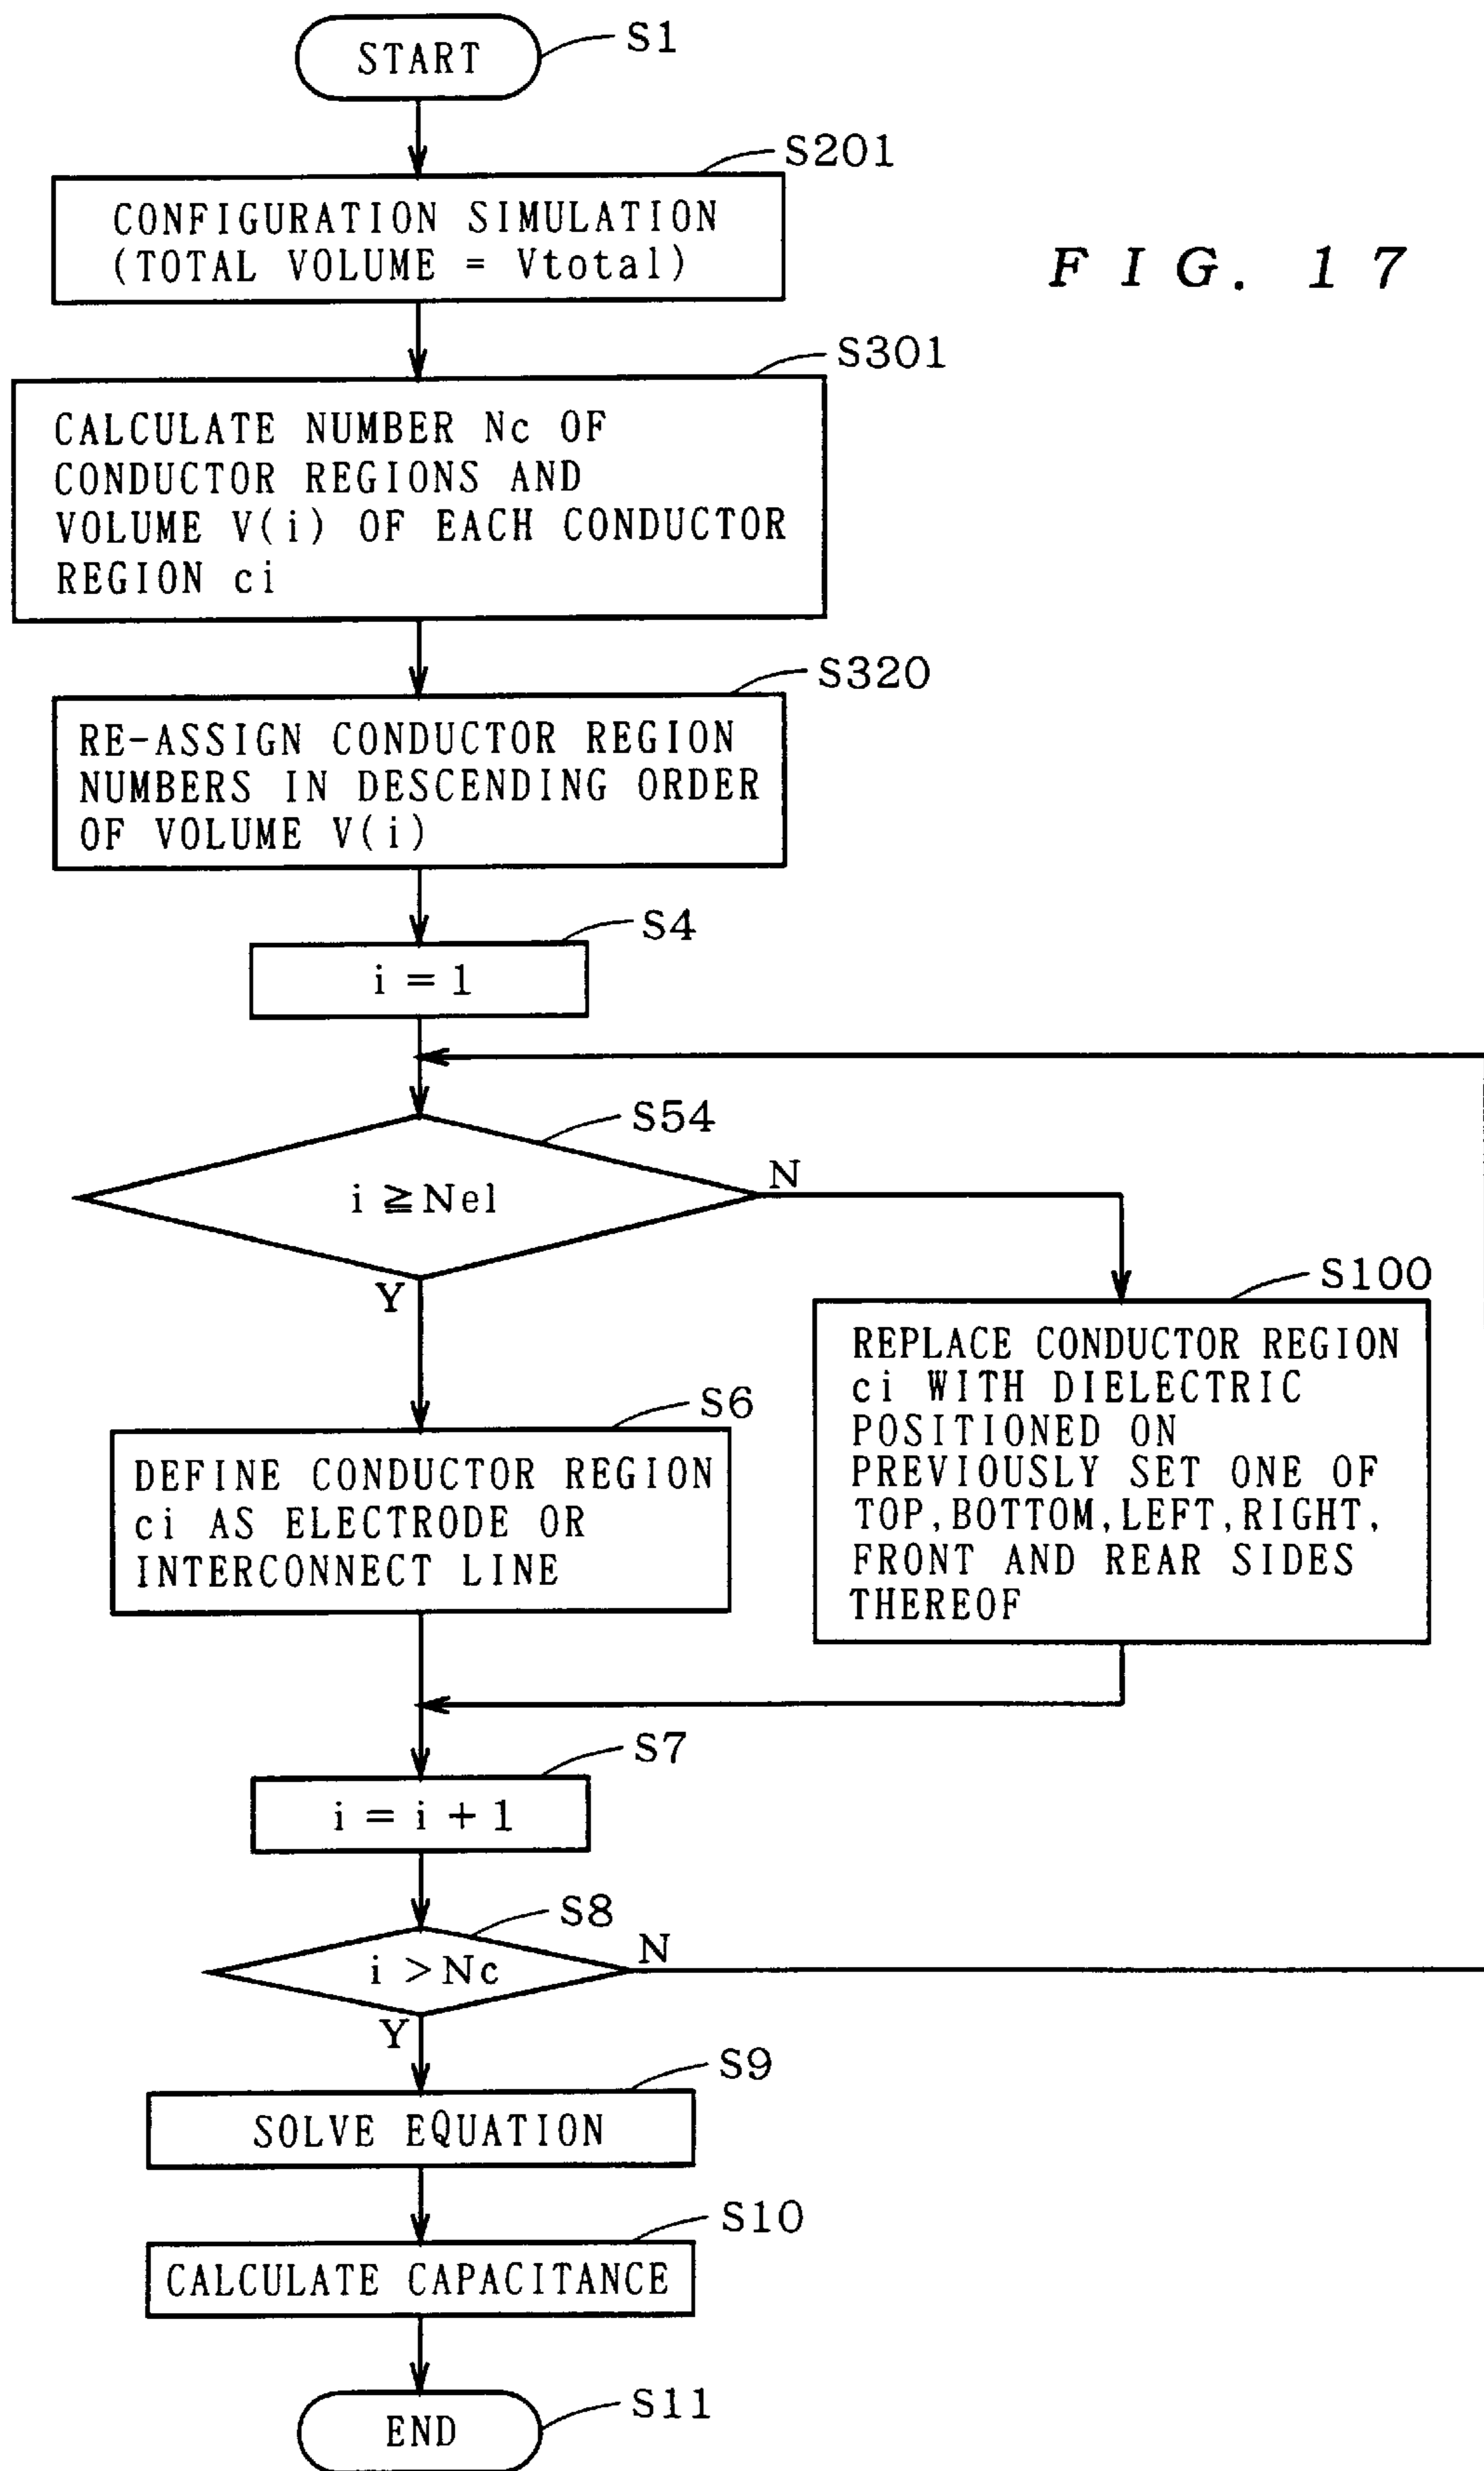 START
S1
S201
CONFIGURATION SIMULATION
(TOTAL VOLUME = Vtotal)
FIG. 17
S301
CALCULATE NUMBER Nc OF
CONDUCTOR REGIONS AND
VOLUME V(i) OF EACH CONDUCTOR
REGION ci
S320
RE-ASSIGN CONDUCTOR REGION
NUMBERS IN DESCENDING ORDER
OF VOLUME V(i)
S4
i = 1
S54
i ≧ Nel
N
Y
S100
REPLACE CONDUCTOR REGION
ci WITH DIELECTRIC
POSITIONED ON
PREVIOUSLY SET ONE OF
TOP, BOTTOM, LEFT, RIGHT,
FRONT AND REAR SIDES
THEREOF
S6
DEFINE CONDUCTOR REGION
ci AS ELECTRODE OR
INTERCONNECT LINE
S7
i = i + 1
S8
i > Nc
N
Y
S9
SOLVE EQUATION
S10
CALCULATE CAPACITANCE
END
S11